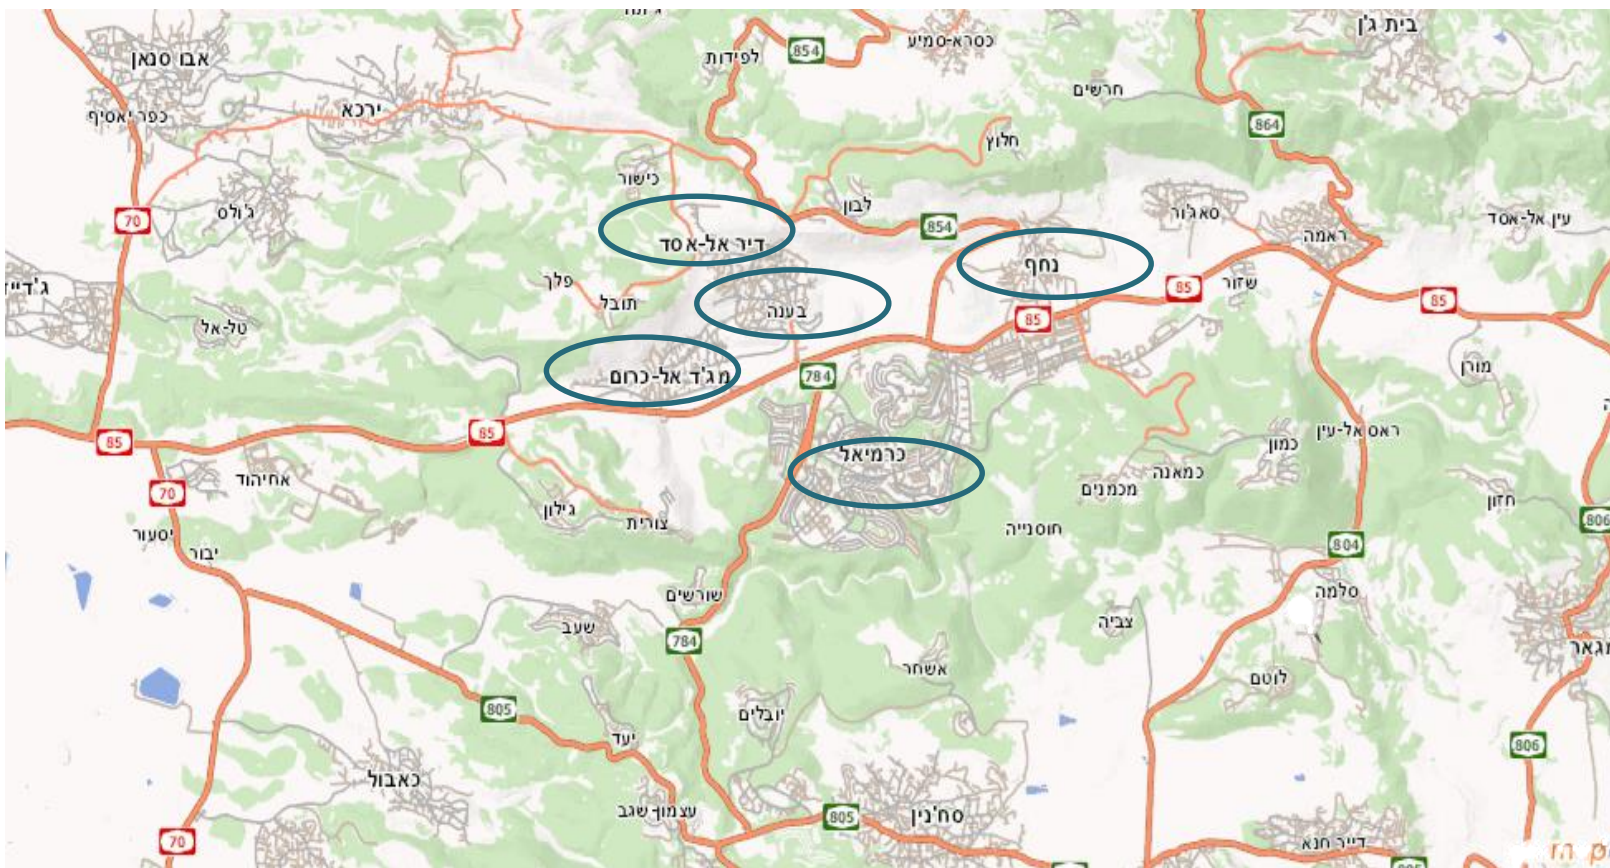 בית ג'ן
כסרא-סמיע
854
לפידות
אבו סנאן
חרשים
ירכא
כפר יאסיף
864
חלוץ
כישור
לבון
סאג'ור
ג'ולס
70
854
עין אל-אסד
ראמה
דיר אל-אסד
נחף
פלך
שזור
85
85
תובל
בענה
85
טל-אל
מורן
מג'ד אל-כרום
784
85
85
ראס אל-עין
כרמיאל
כמון
כמאנה
מכמנים
אחיהוד
70
חזון
גילון
צורית
חוסנייה
806
יסעור
יבור
804
שורשים
סלמה
צביה
שעב
784
אשחר
לוטם
805
יובלים
יעד
806
כאבול
עצמון-שגב
סח'נין
805
70
דייר חנא